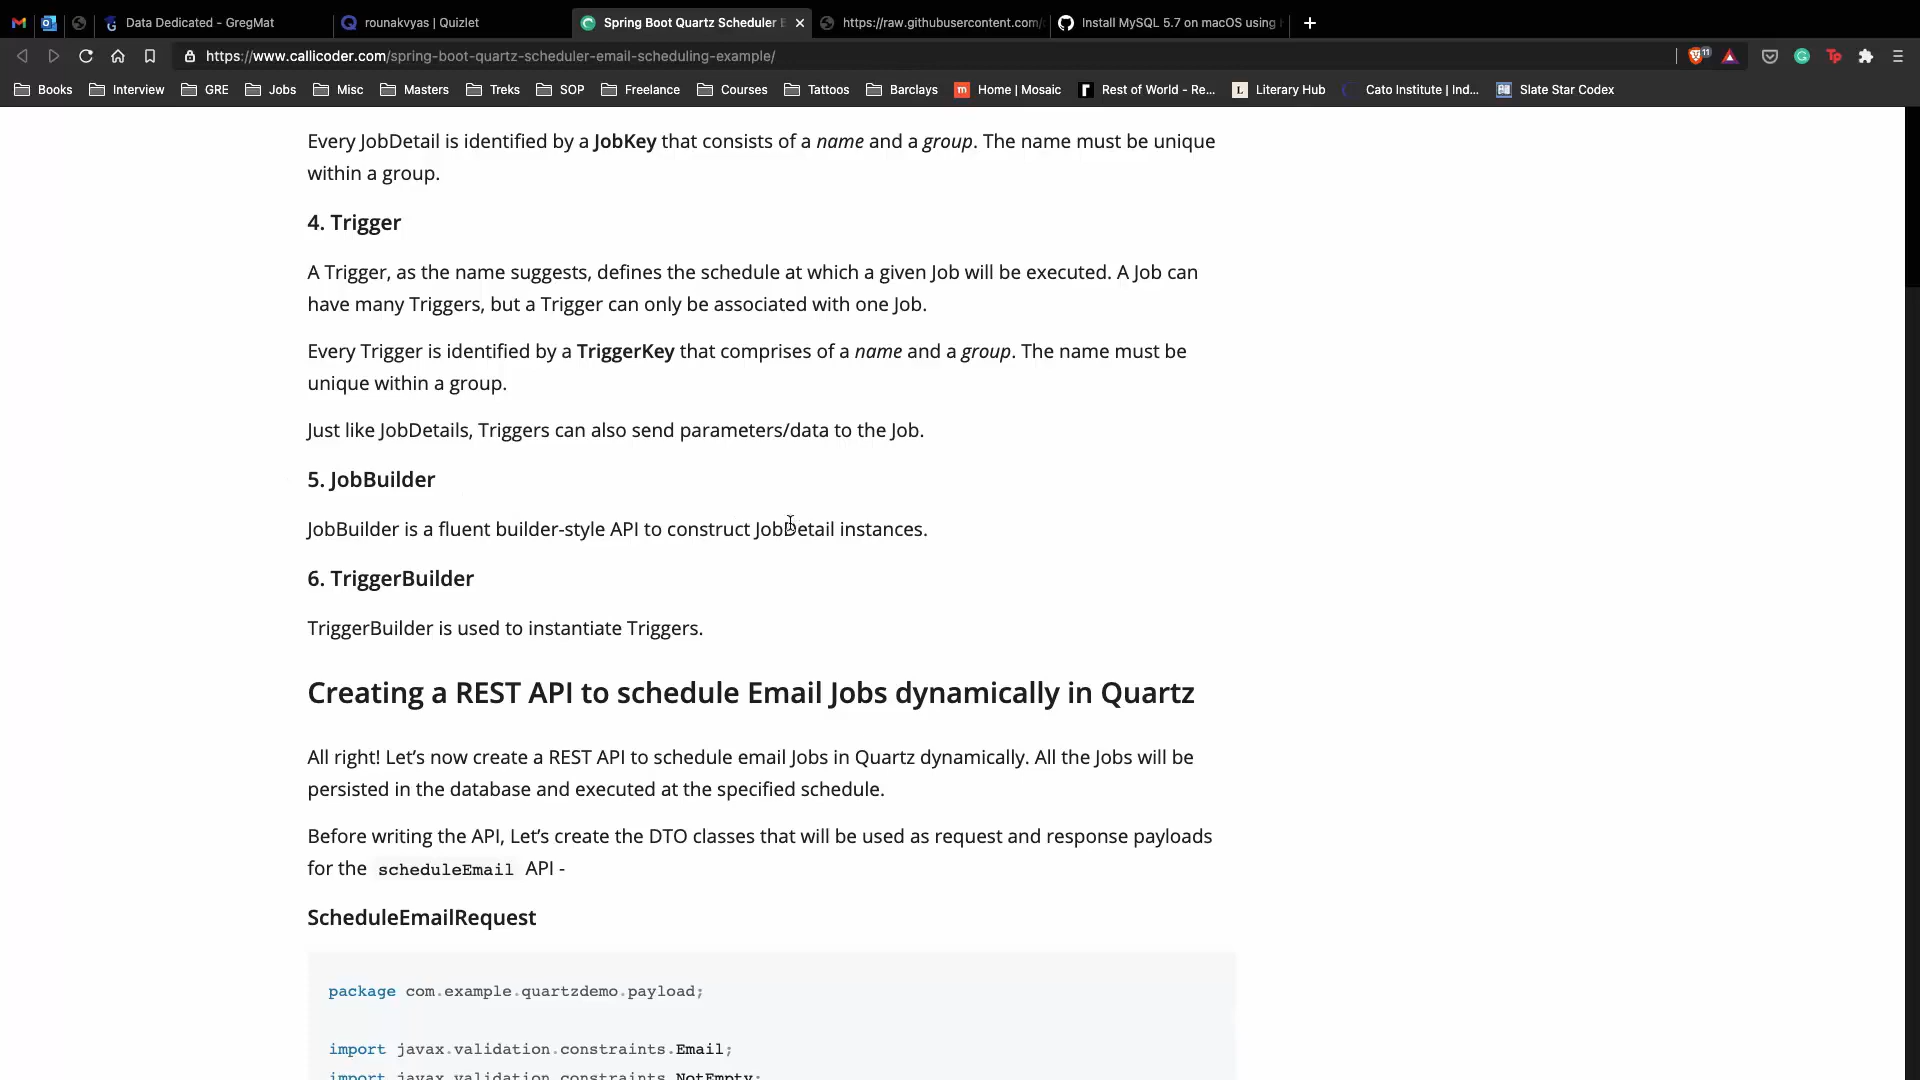 Data Dedicated - GregMat
rounakvyas | Quizlet
Spring Boot Quartz Scheduler E
https://raw.githubusercontent.com/
Install MySQL 5.7 on macOS using
https://www.callicoder.com/spring-boot-quartz-scheduler-email-scheduling-example/
11
Tp
Books
Interview
GRE
Jobs
Misc
Masters
Treks
SOP
Freelance
Courses
Tattoos
Barclays
m Home | Mosaic
r Rest of World - Re...
L Literary Hub
Cato Institute | Ind...
Slate Star Codex
Every JobDetail is identified by a JobKey that consists of a name and a group. The name must be unique
within a group.
4. Trigger
A Trigger, as the name suggests, defines the schedule at which a given Job will be executed. A Job can
have many Triggers, but a Trigger can only be associated with one Job.
Every Trigger is identified by a TriggerKey that comprises of a name and a group. The name must be
unique within a group.
Just like JobDetails, Triggers can also send parameters/data to the Job.
5. JobBuilder
JobBuilder is a fluent builder-style API to construct JobDetail instances.
6. TriggerBuilder
TriggerBuilder is used to instantiate Triggers.
Creating a REST API to schedule Email Jobs dynamically in Quartz
All right! Let’s now create a REST API to schedule email Jobs in Quartz dynamically. All the Jobs will be
persisted in the database and executed at the specified schedule.
Before writing the API, Let’s create the DTO classes that will be used as request and response payloads
for the scheduleEmail API -
ScheduleEmailRequest
package com.example.quartzdemo.payload;
import javax.validation.constraints.Email;
import javax.validation.constraints.NotEmpty;